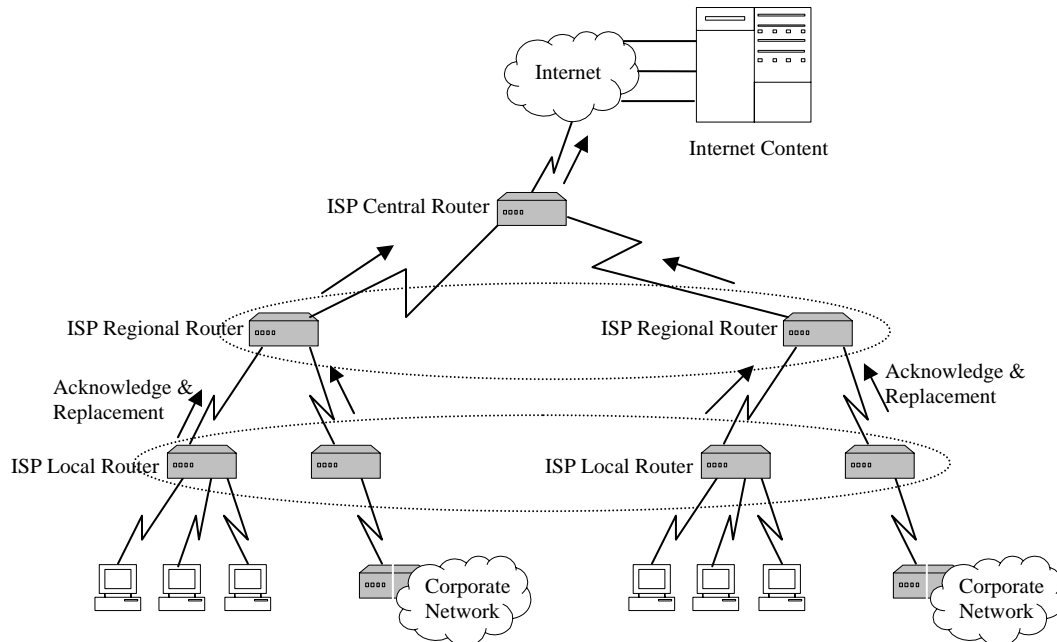 Internet
Internet Content
ISP Central Router
ISP Regional Router
ISP Regional Router
Acknowledge &
Replacement
Acknowledge &
Replacement
ISP Local Router
ISP Local Router
Corporate
Network
Corporate
Network